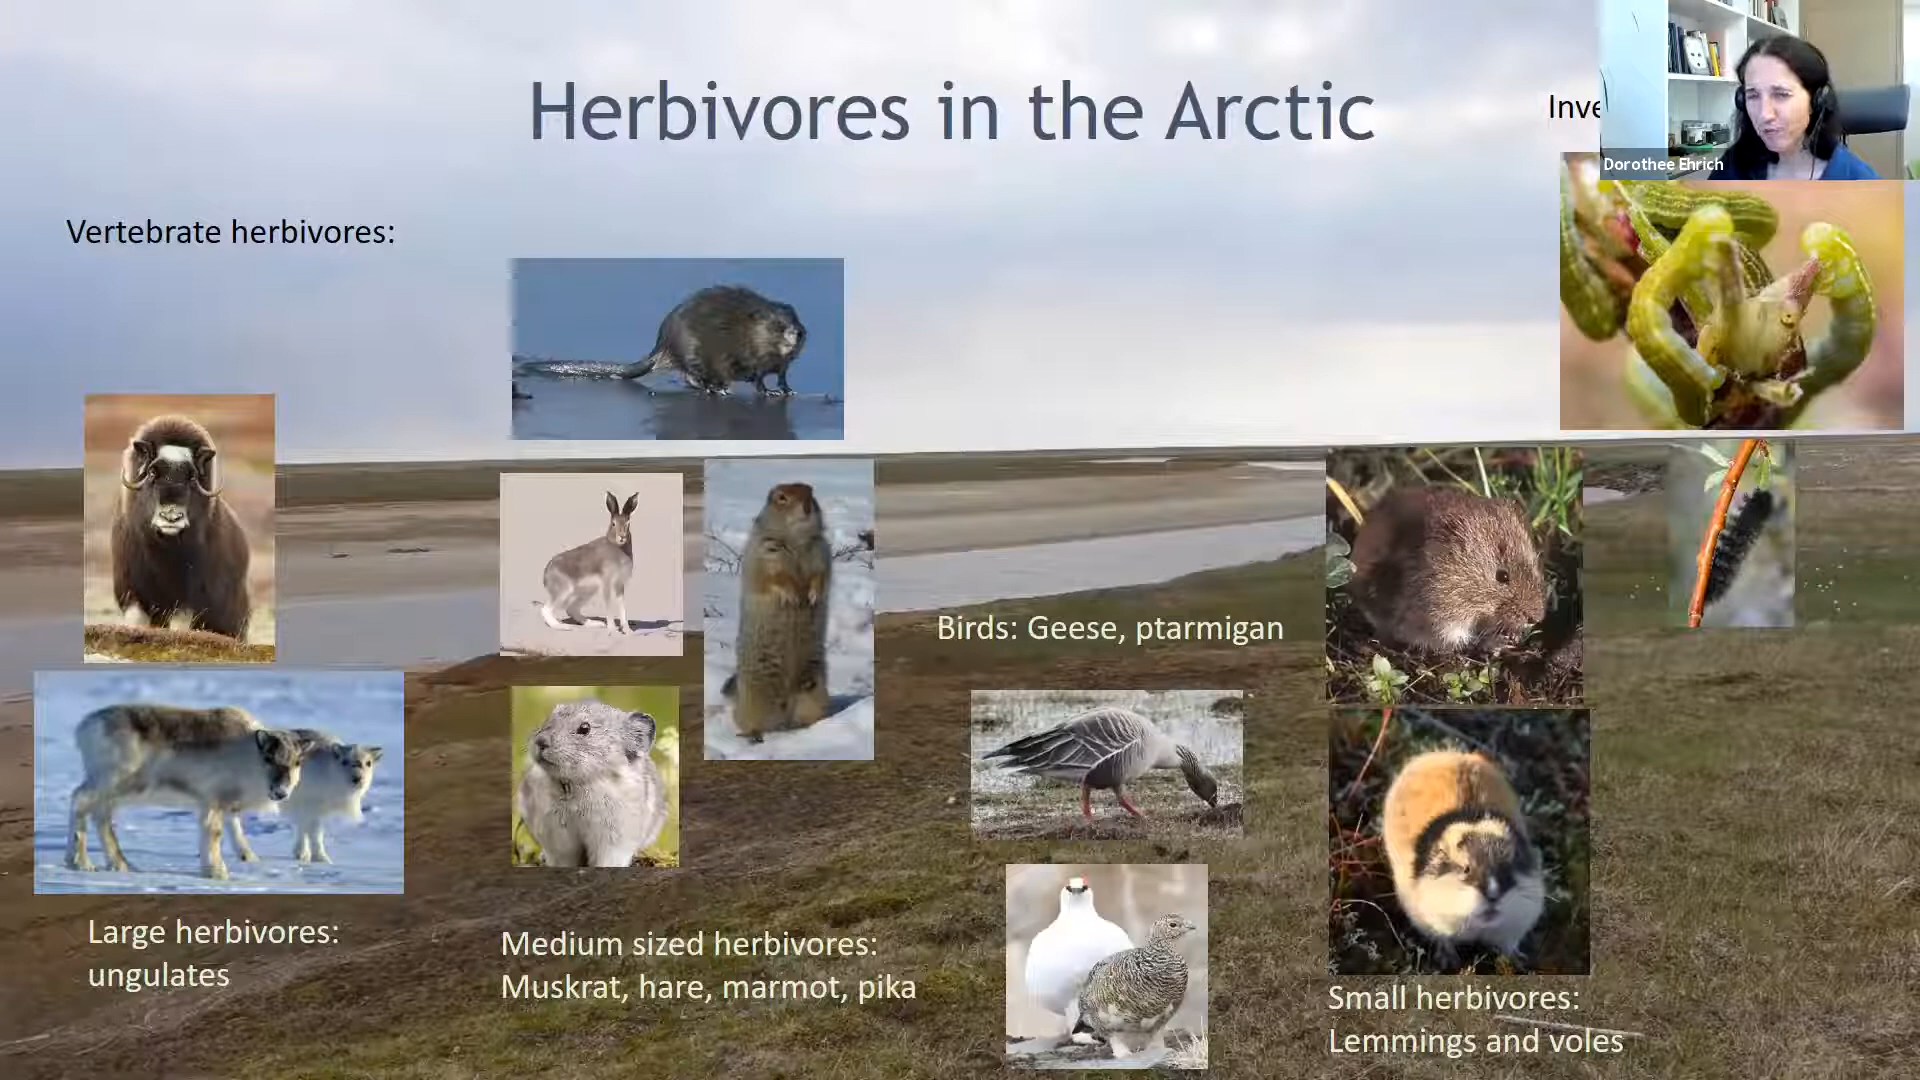 Herbivores in the Arctic
Dorothee Ehrich
Vertebrate herbivores:
Birds: Geese, ptarmigan
Large herbivores:
ungulates
Medium sized herbivores:
Muskrat, hare, marmot, pika
Small herbivores:
Lemmings and voles